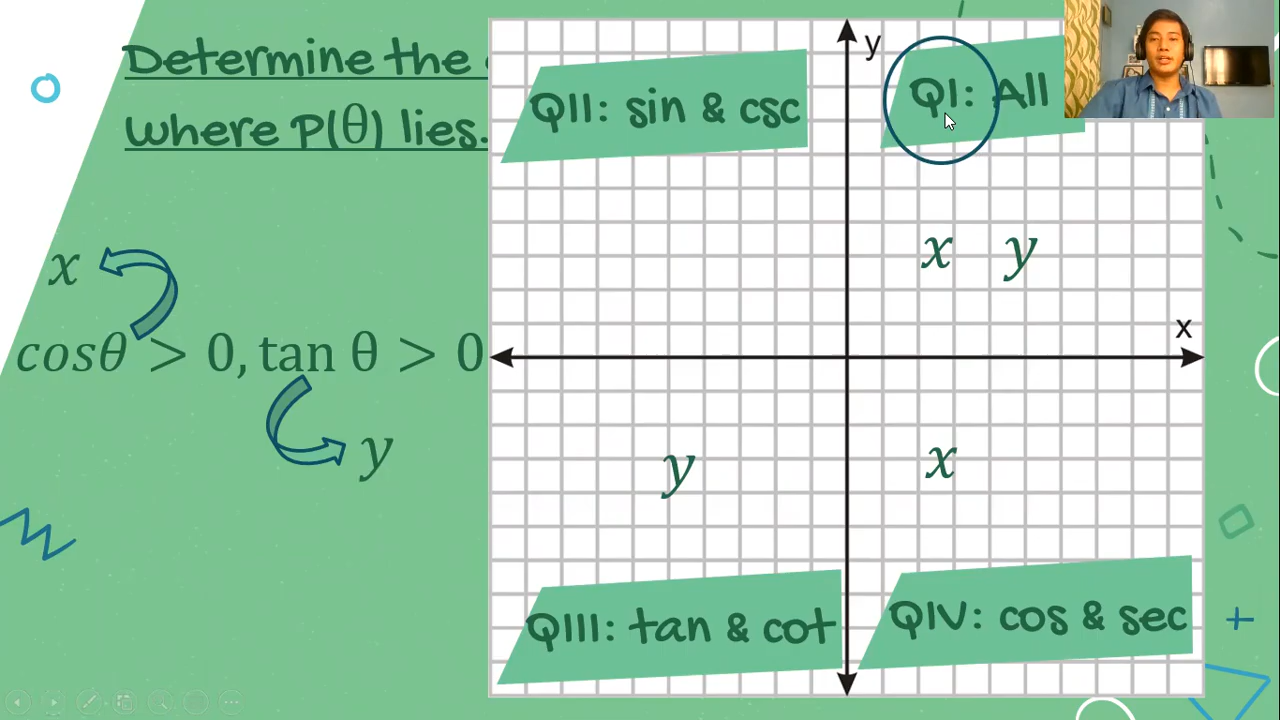 Determine the
where P(θ) lies.
QII: sin & csc
y
QI: All
x
cosθ > 0, tan θ > 0
y
x y
x
y
x
QIII: tan & cot
QIV: cos & sec